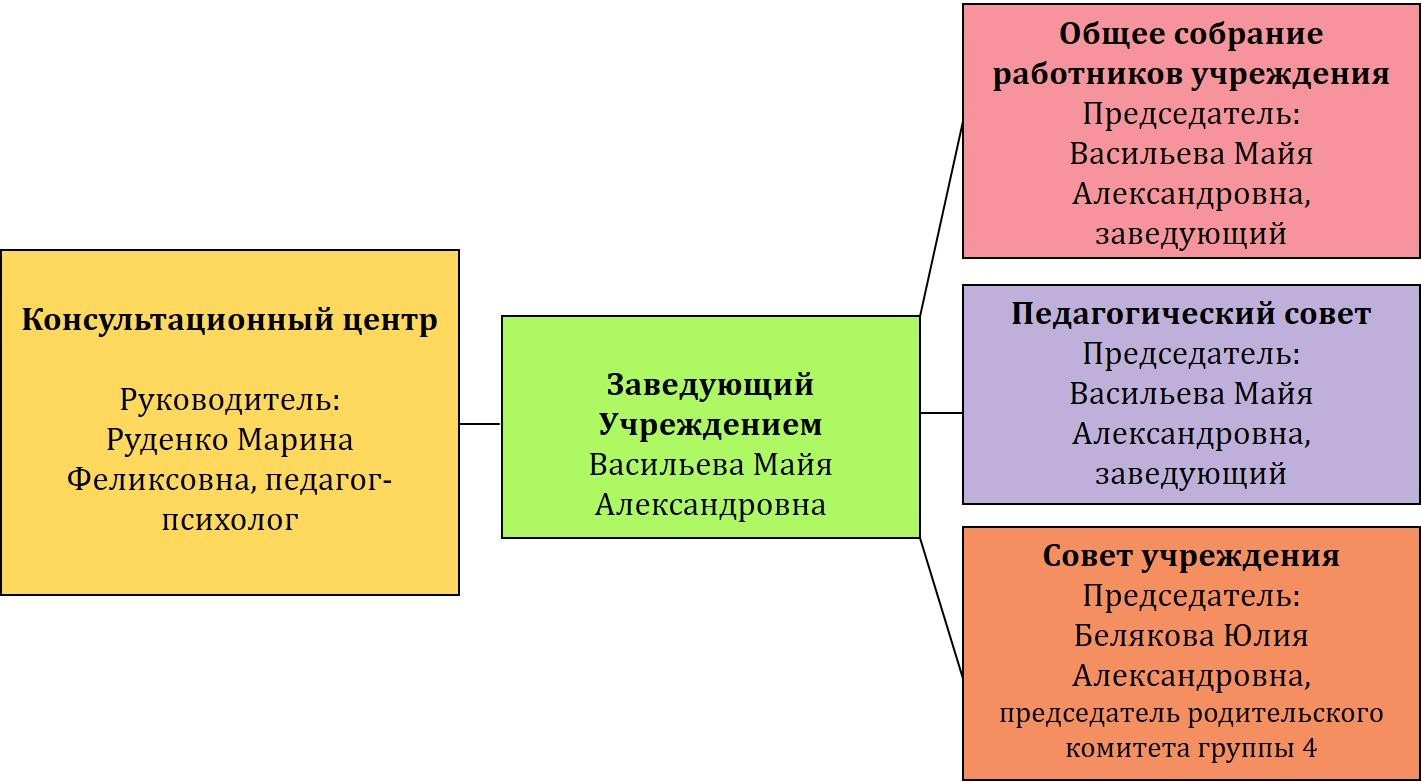 Консультационный центр
Руководитель:
Руденко Марина
Феликсовна, педагог-
психолог
Заведующий
Учреждением
Васильева Майя
Александровна
Общее собрание
работников учреждения
Председатель:
Васильева Майя
Александровна,
заведующий
Педагогический совет
Председатель:
Васильева Майя
Александровна,
заведующий
Совет учреждения
Председатель:
Белякова Юлия
Александровна,
председатель родительского
комитета группы 4